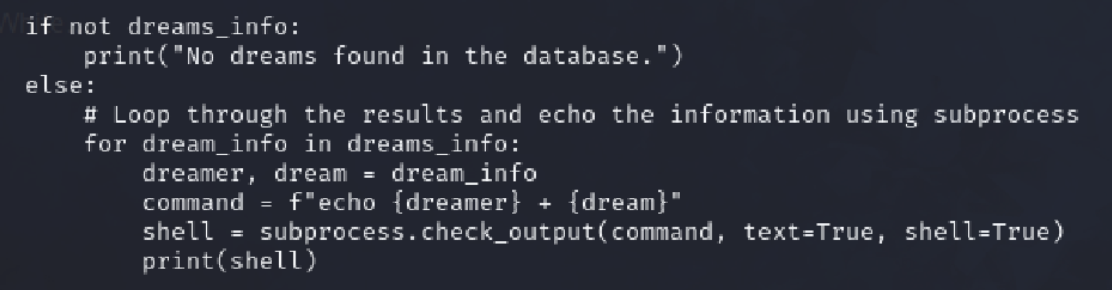 if not dreams_info:
    print("No dreams found in the database.")
else:
    # Loop through the results and echo the information using subprocess
    for dream_info in dreams_info:
        dreamer, dream = dream_info
        command = f"echo {dreamer} + {dream}"
        shell = subprocess.check_output(command, text=True, shell=True)
        print(shell)